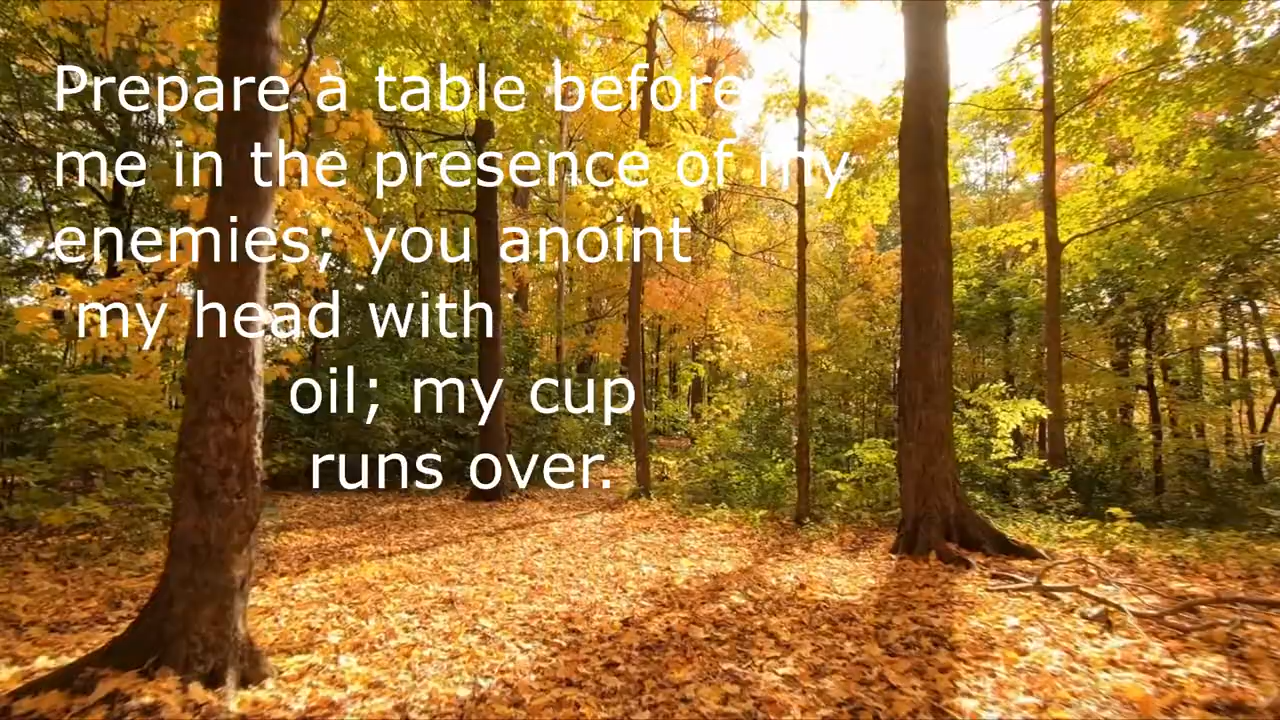 Prepare a table before
me in the presence of my
enemies; you anoint
my head with
oil; my cup
runs over.